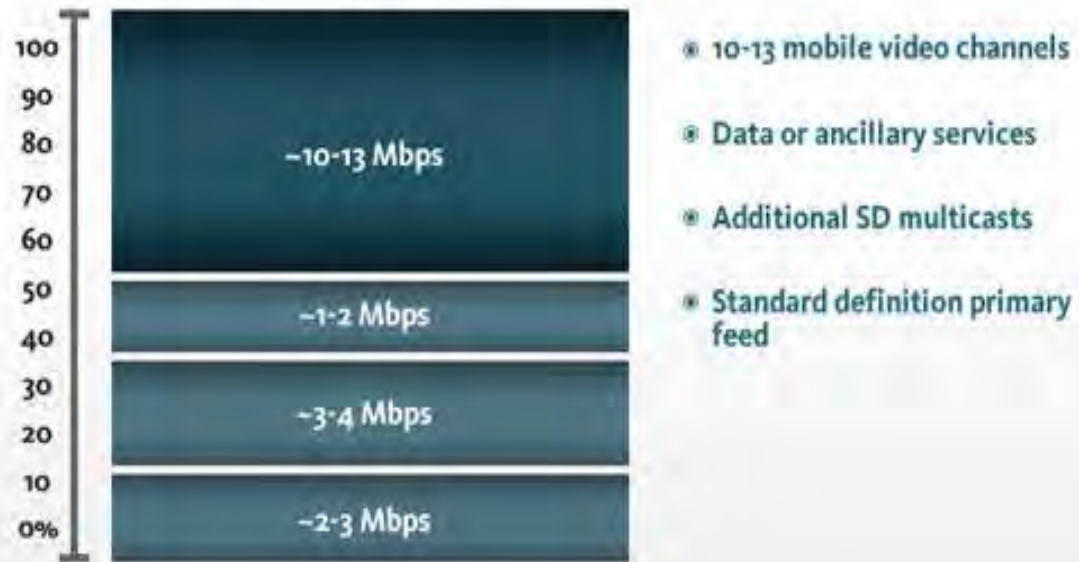 100
90
80
70
60
50
40
30
20
10
0%
~10-13 Mbps
~1-2 Mbps
~3-4 Mbps
~2-3 Mbps
10-13 mobile video channels
Data or ancillary services
Additional SD multicasts
Standard definition primary
feed